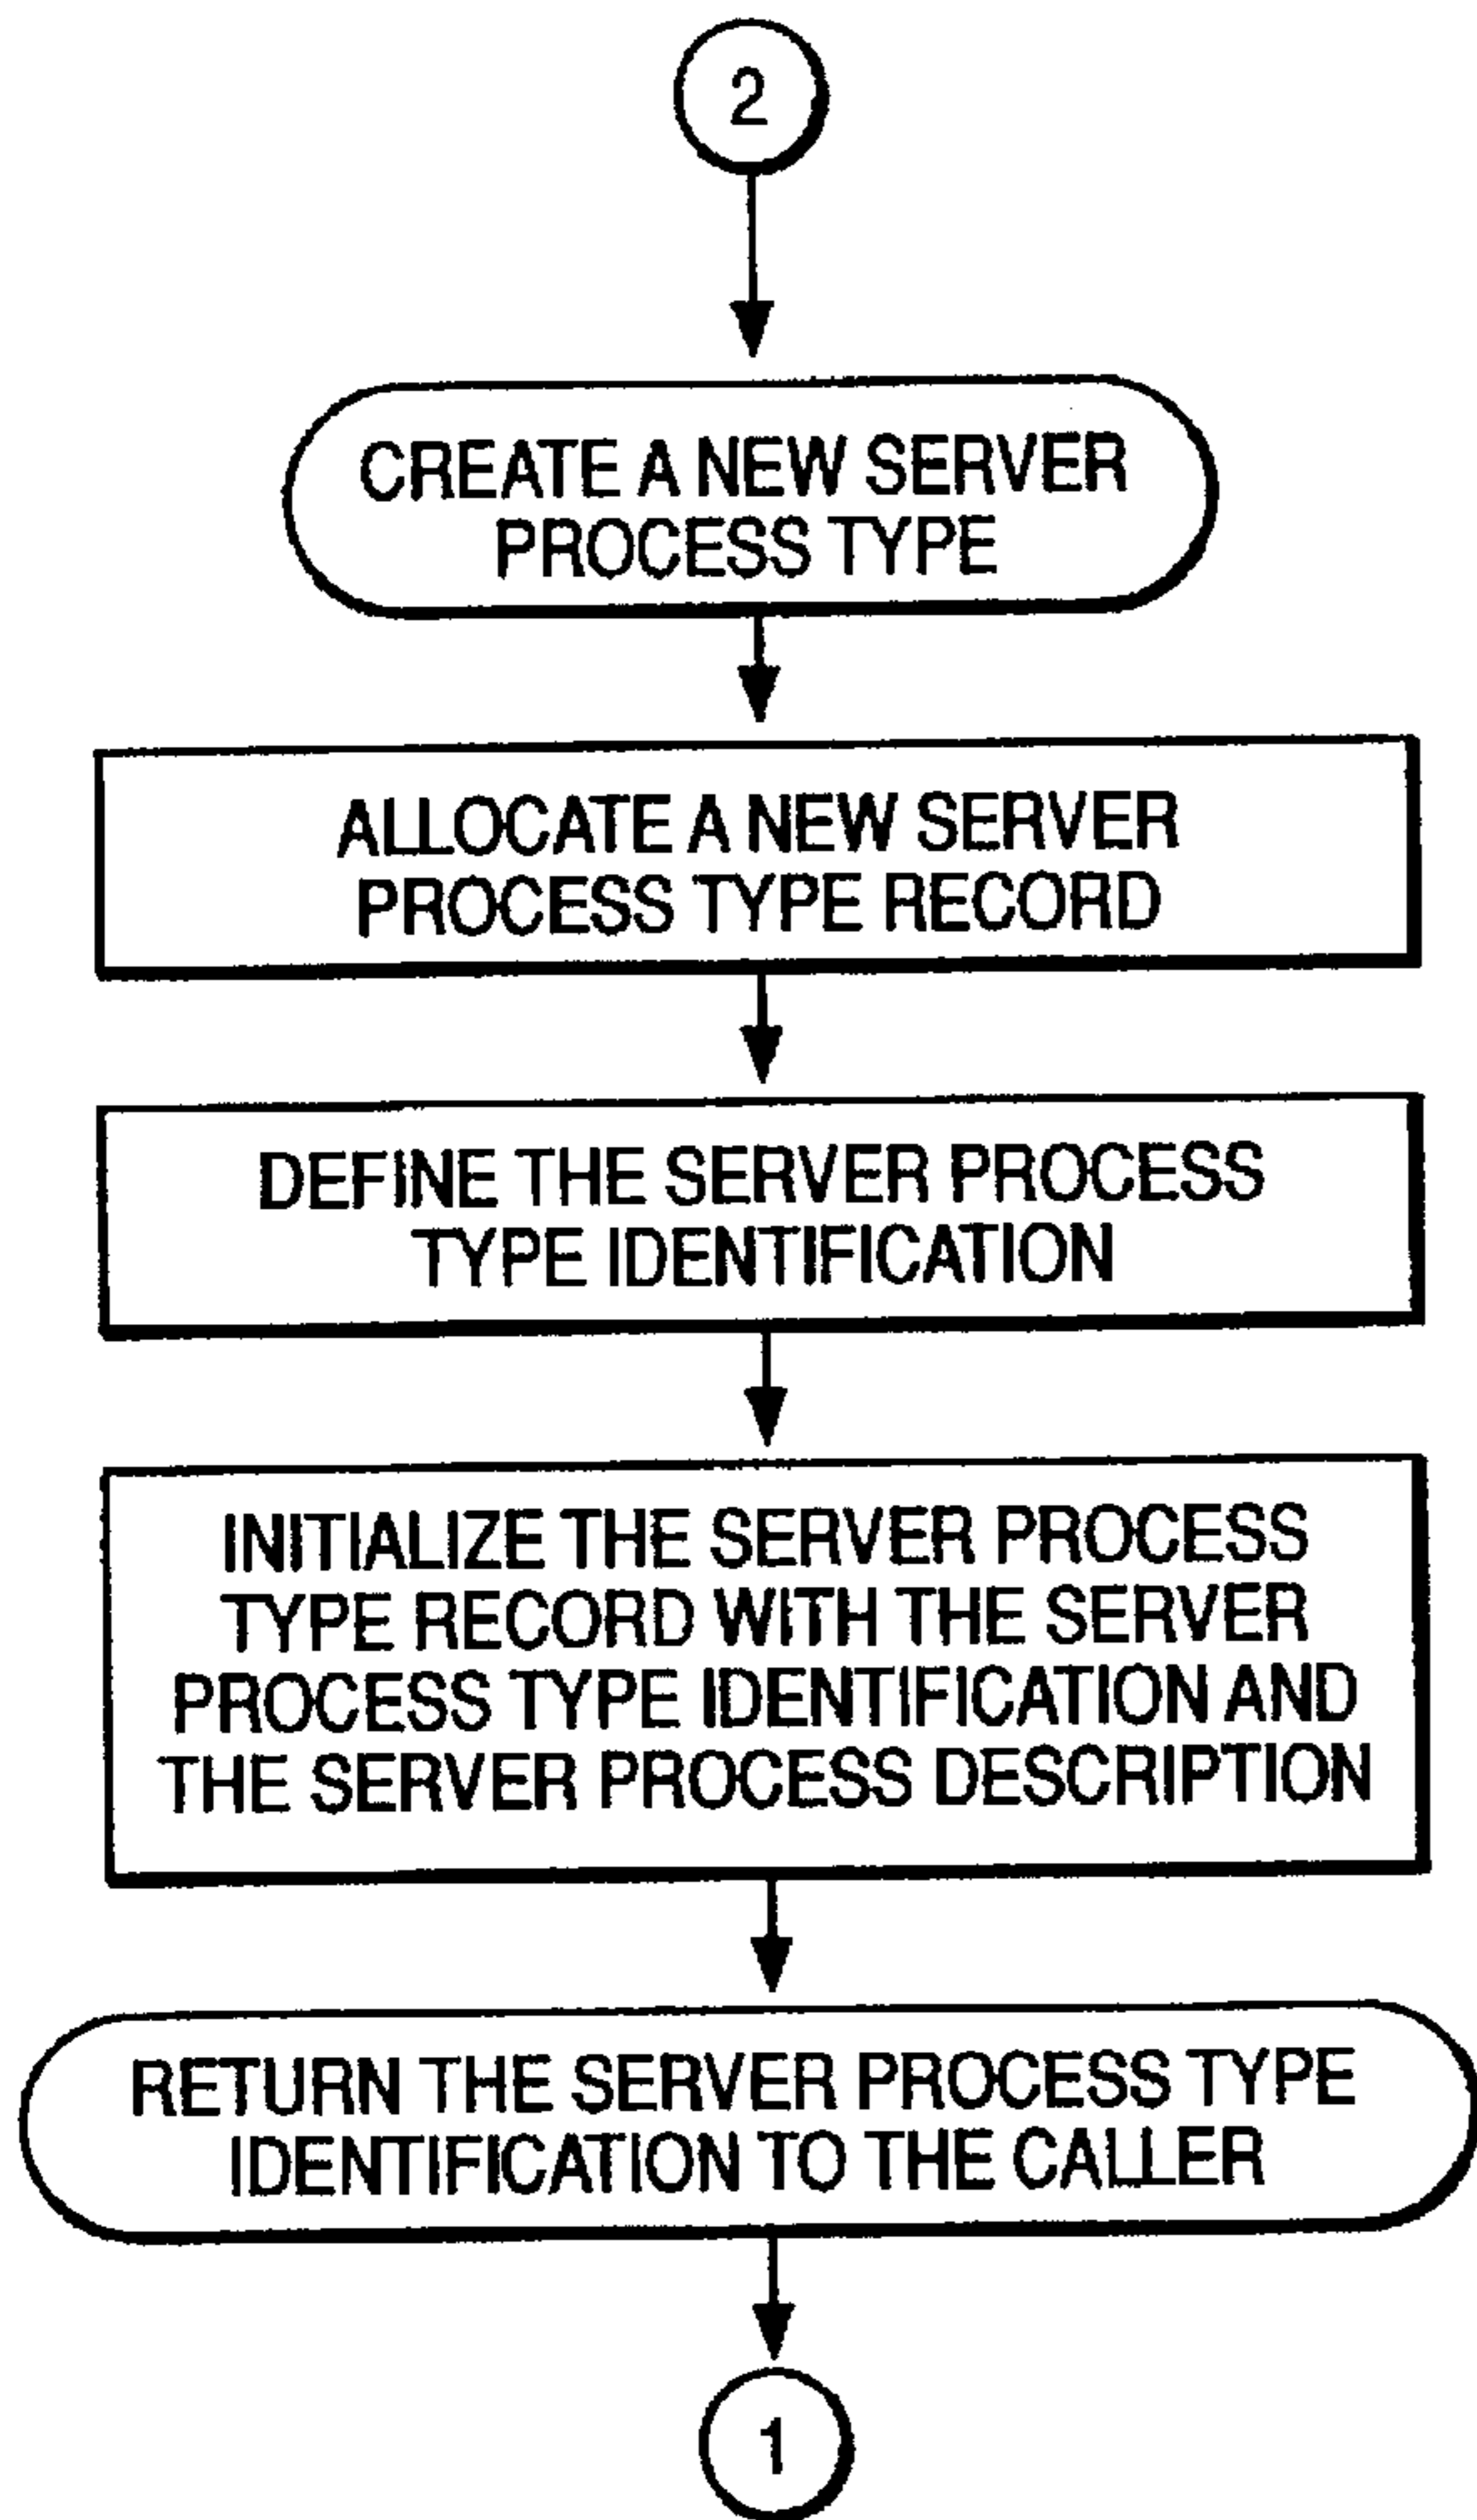 2
CREATE A NEW SERVER
PROCESS TYPE
ALLOCATE A NEW SERVER
PROCESS TYPE RECORD
DEFINE THE SERVER PROCESS
TYPE IDENTIFICATION
INITIALIZE THE SERVER PROCESS
TYPE RECORD WITH THE SERVER
PROCESS TYPE IDENTIFICATION AND
THE SERVER PROCESS DESCRIPTION
RETURN THE SERVER PROCESS TYPE
IDENTIFICATION TO THE CALLER
1